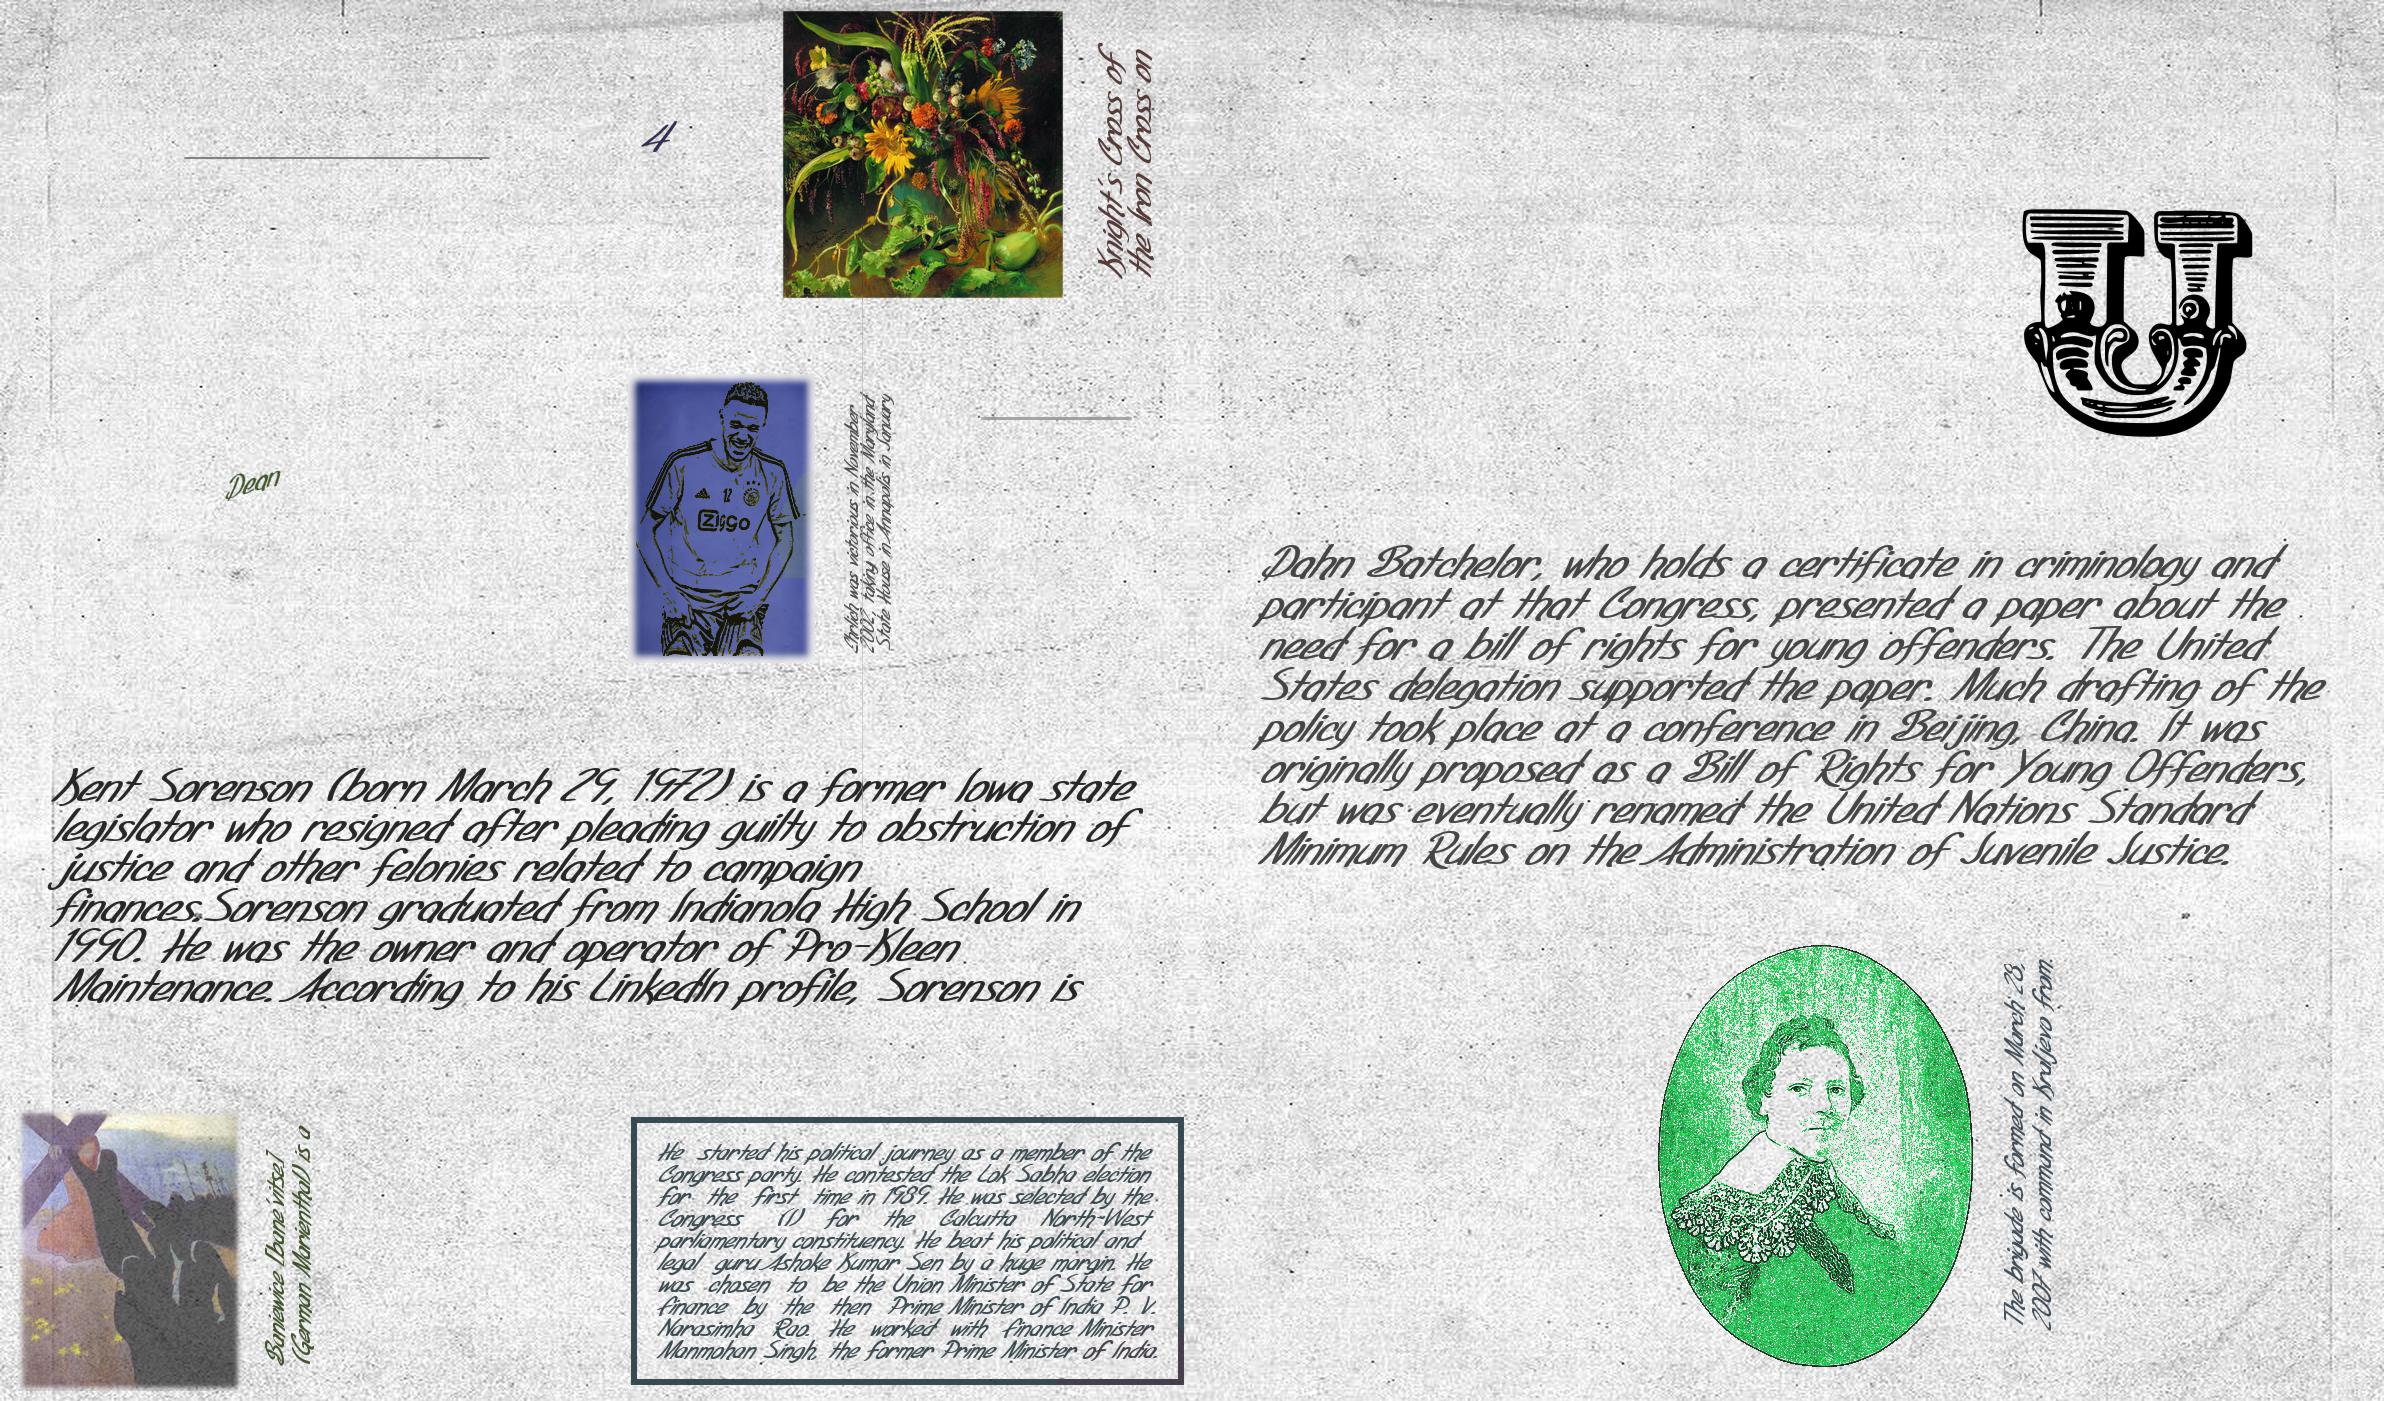 4
Knight's Cross of
the Iron Cross on
Dean
12
Ziggo
Ehrlich was victorious in November
2002, taking office in the Maryland
State House in Annapolis in January
Kent Sorenson (born March 29, 1972) is a former Iowa state
legislator who resigned after pleading guilty to obstruction of
justice and other felonies related to campaign
finances.Sorenson graduated from Indianola High School in
1990. He was the owner and operator of Pro-Kleen
Maintenance. According to his LinkedIn profile, Sorenson is
Baniewice [baɲeˈvitse]
(German Marienthal) is a
He started his political journey as a member of the
Congress party. He contested the Lok Sabha election
for the first time in 1989. He was selected by the
Congress (I) for the Calcutta North-West
parliamentary constituency. He beat his political and
legal guru Ashoke Kumar Sen by a huge margin. He
was chosen to be the Union Minister of State for
finance by the then Prime Minister of India P. V.
Narasimha Rao. He worked with finance Minister
Manmohan Singh, the former Prime Minister of India.
U
Dahn Batchelor, who holds a certificate in criminology and
participant at that Congress, presented a paper about the
need for a bill of rights for young offenders. The United
States delegation supported the paper. Much drafting of the
policy took place at a conference in Beijing, China. It was
originally proposed as a Bill of Rights for Young Offenders,
but was eventually renamed the United Nations Standard
Minimum Rules on the Administration of Juvenile Justice.
The brigade is formed on March 28,
2007 with command in Kraljevo from.